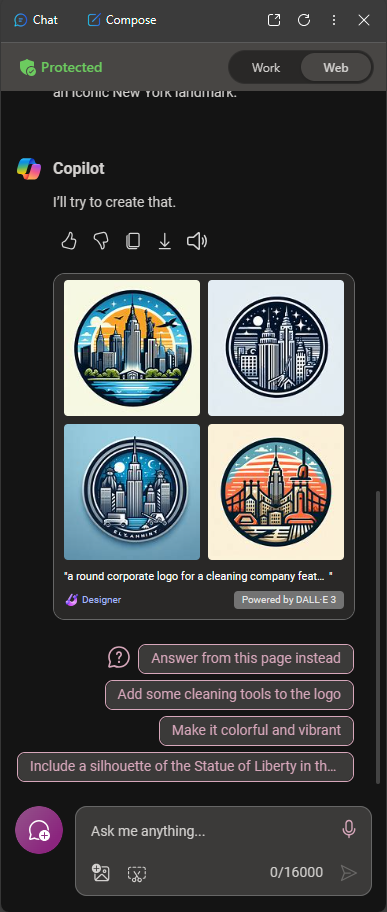 Chat Compose
Protected Work Web
an iconic New York landmark.
Copilot
I'll try to create that.
"a round corporate logo for a cleaning company feat... "
Designer Powered by DALL·E 3
Answer from this page instead
Add some cleaning tools to the logo
Make it colorful and vibrant
Include a silhouette of the Statue of Liberty in th...
Ask me anything...
0/16000